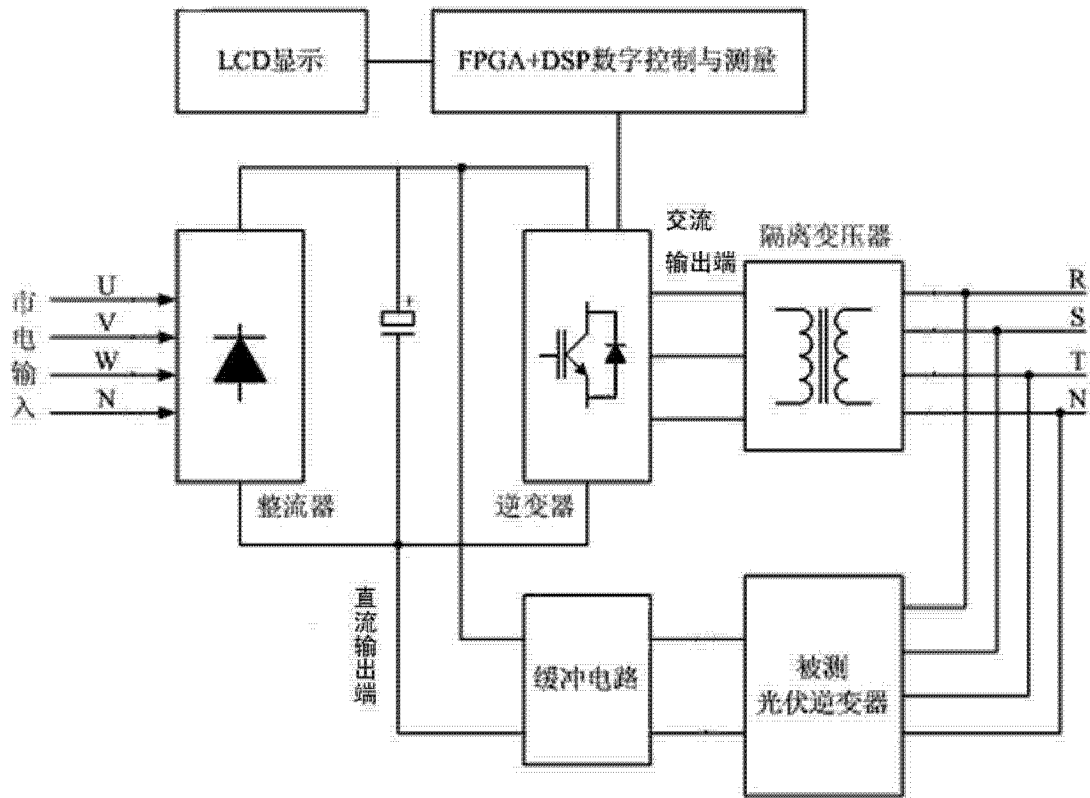 LCD显示
FPGA+DSP数字控制与测量
交流
输出端
隔离变压器
市电输入
U
V
W
N
+
R
S
T
N
整流器
逆变器
直流输出端
缓冲电路
被测
光伏逆变器